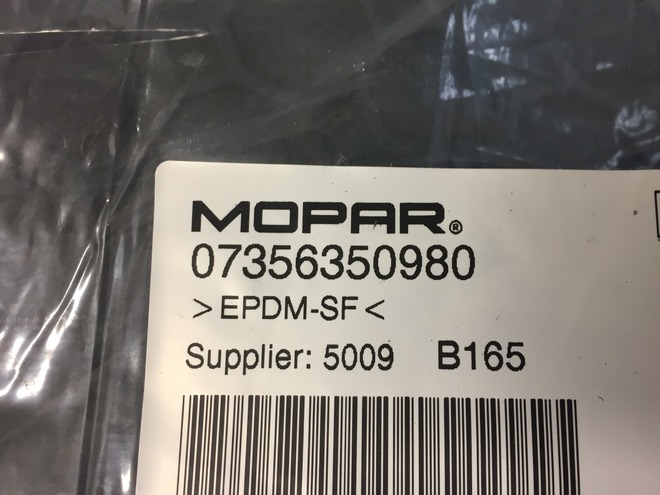 MOPAR®
07356350980
>EPDM-SF<
Supplier: 5009 B165